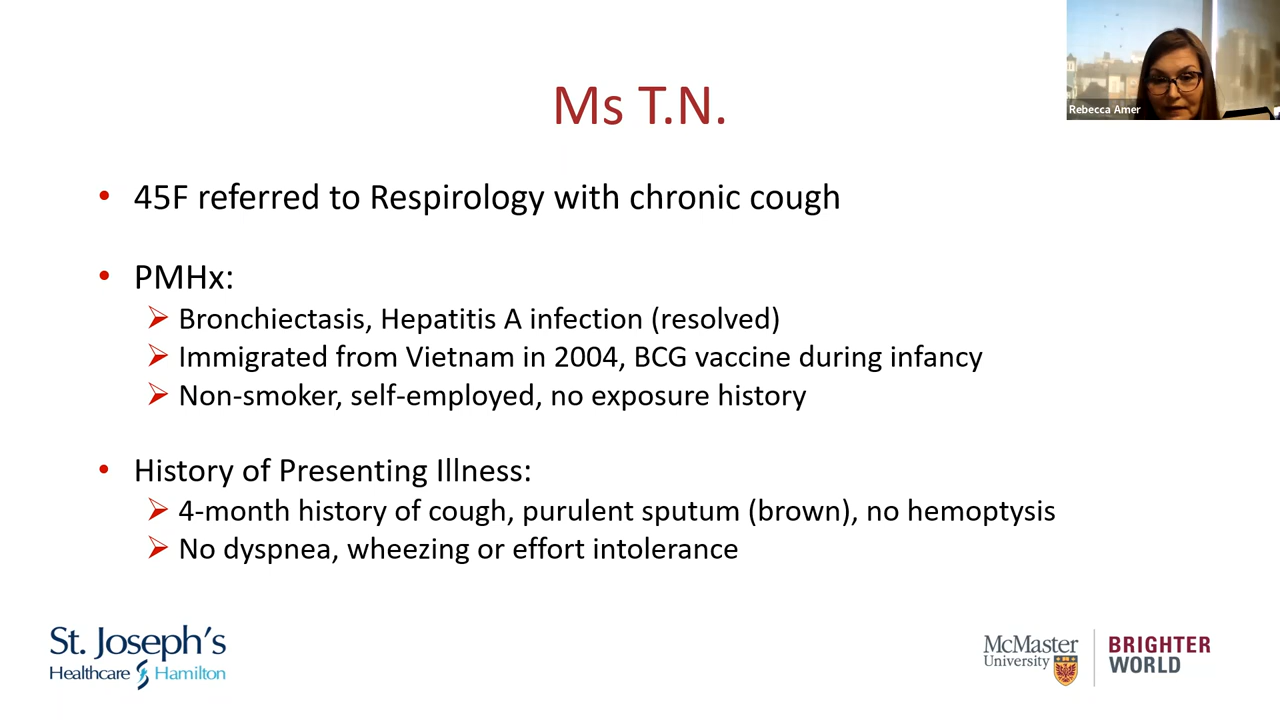 Rebecca Amer
Ms T.N.
• 45F referred to Respirology with chronic cough
• PMHx:
➢ Bronchiectasis, Hepatitis A infection (resolved)
➢ Immigrated from Vietnam in 2004, BCG vaccine during infancy
➢ Non-smoker, self-employed, no exposure history
• History of Presenting Illness:
➢ 4-month history of cough, purulent sputum (brown), no hemoptysis
➢ No dyspnea, wheezing or effort intolerance
St. Joseph's
Healthcare Hamilton
McMaster
University
BRIGHTER
WORLD